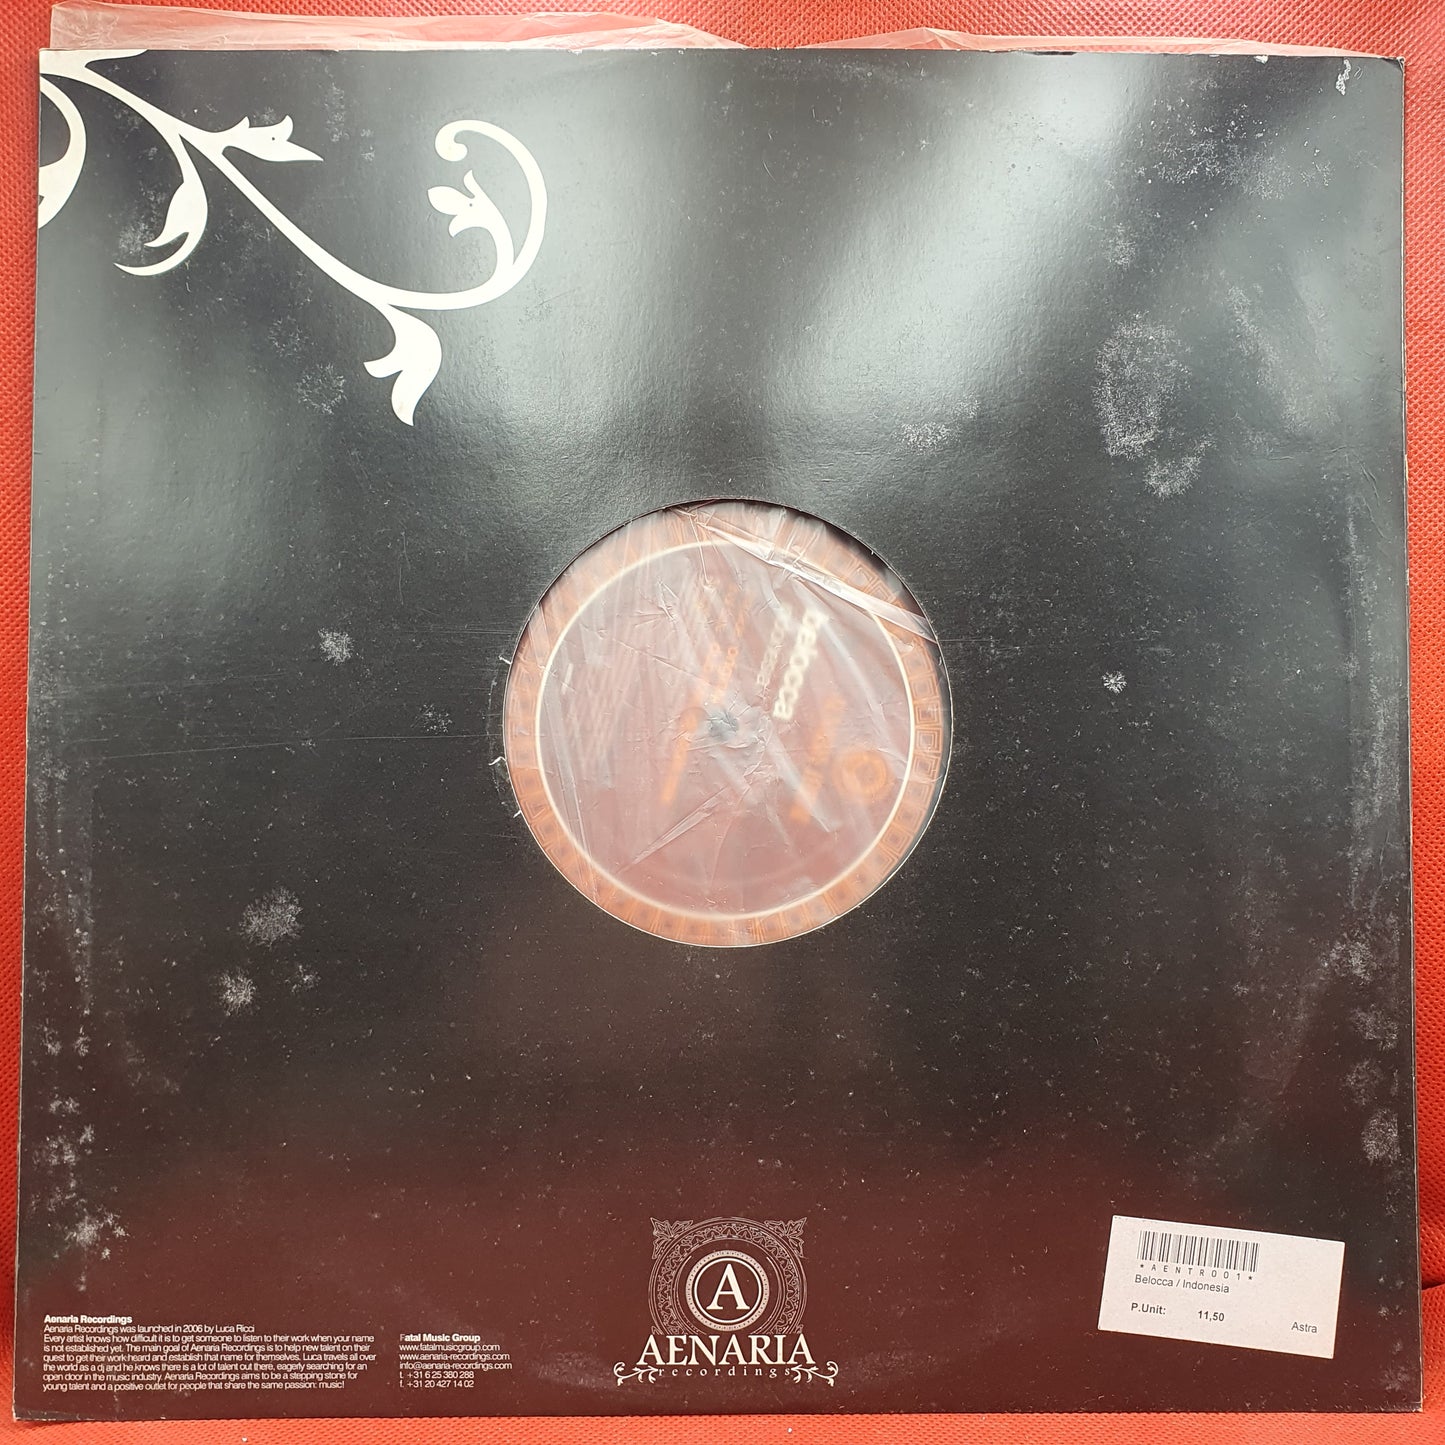 Belocca
*AENTR001*
Belocca / Indonesia
P.Unit: 11,50
Astra
A
AENARIA
recordings
Aenaria Recordings
Aenaria Recordings was launched in 2006 by Luca Ricci
Every artist knows how difficult it is to get someone to listen to their work when your name
is not established yet. The main goal of Aenaria Recordings is to help new talent on their
quest to get their work heard and establish that name for themselves. Luca travels all over
the world as a dj and he knows there is a lot of talent out there, eagerly searching for an
open door in the music industry. Aenaria Recordings aims to be a stepping stone for
young talent and a positive outlet for people that share the same passion: music!
Fatal Music Group
www.fatalmusicgroup.com
www.aenaria-recordings.com
info@aenaria-recordings.com
t. +31 6 25 380 288
f. +31 20 427 14 02